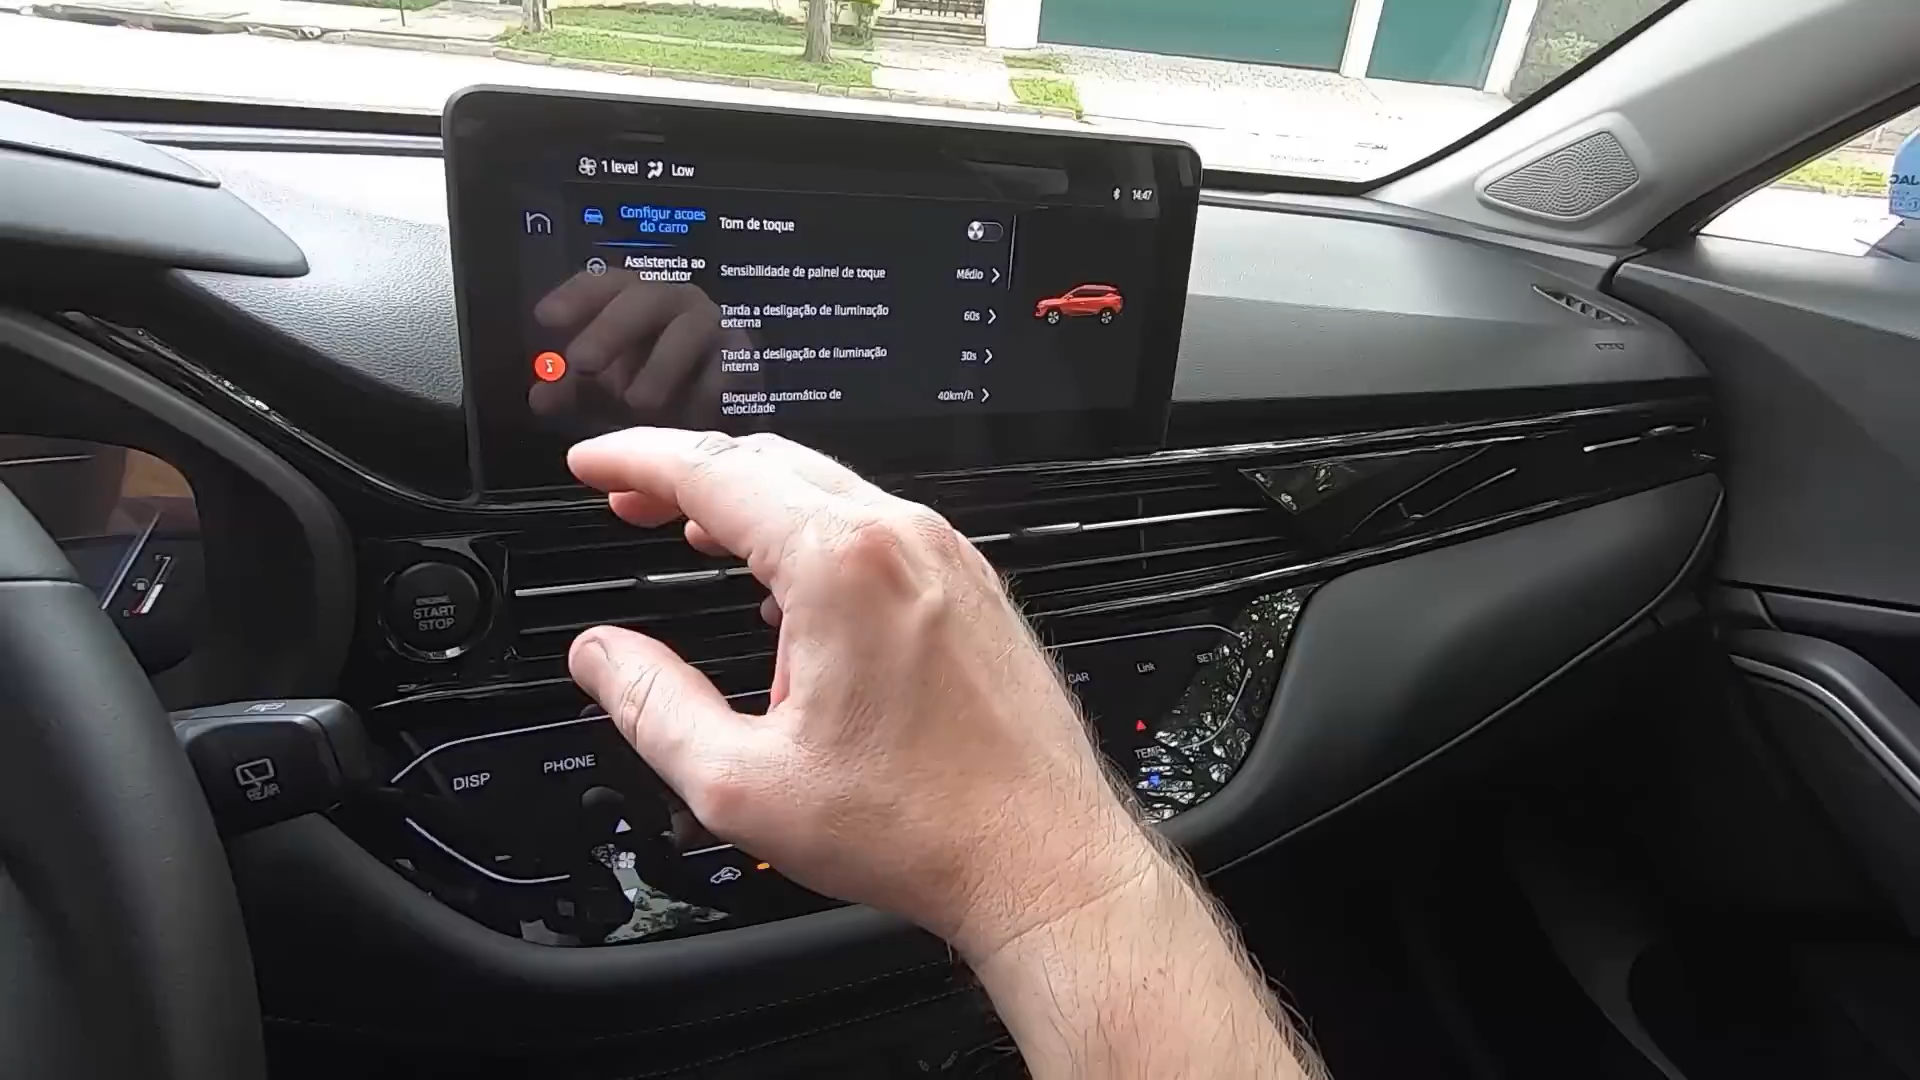 1 level Low
14:47
Configur acoes
do carro
Tom de toque
Assistencia ao
condutor
Sensibilidade de painel de toque
Médio
Tarda a desligação de iluminação
externa
60s
Tarda a desligação de iluminação
interna
30s
Bloqueio automático de
velocidade
40km/h
ENGINE
START
STOP
CAR
Link
SET
TEMP
DISP
PHONE
REAR